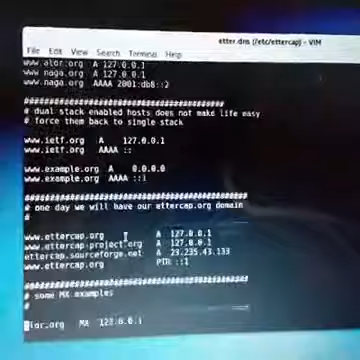 etter.dns (/etc/ettercap) - VIM
File Edit View Search Terminal Help
www.alor.org A 127.0.0.1
www.naga.org A 127.0.0.1
www.naga.org AAAA 2001:db8::2
########################################
# dual stack enabled hosts does not make life easy
# force them back to single stack
www.ietf.org A 127.0.0.1
www.ietf.org AAAA ::
www.example.org A 0.0.0.0
www.example.org AAAA ::1
########################################
# one day we will have our ettercap.org domain
#
www.ettercap.org A 127.0.0.1
www.ettercap-project.org A 127.0.0.1
ettercap.sourceforge.net A 23.235.43.133
www.ettercap.org PTR ::1
########################################
# some MX examples
alor.org MX 127.0.0.1